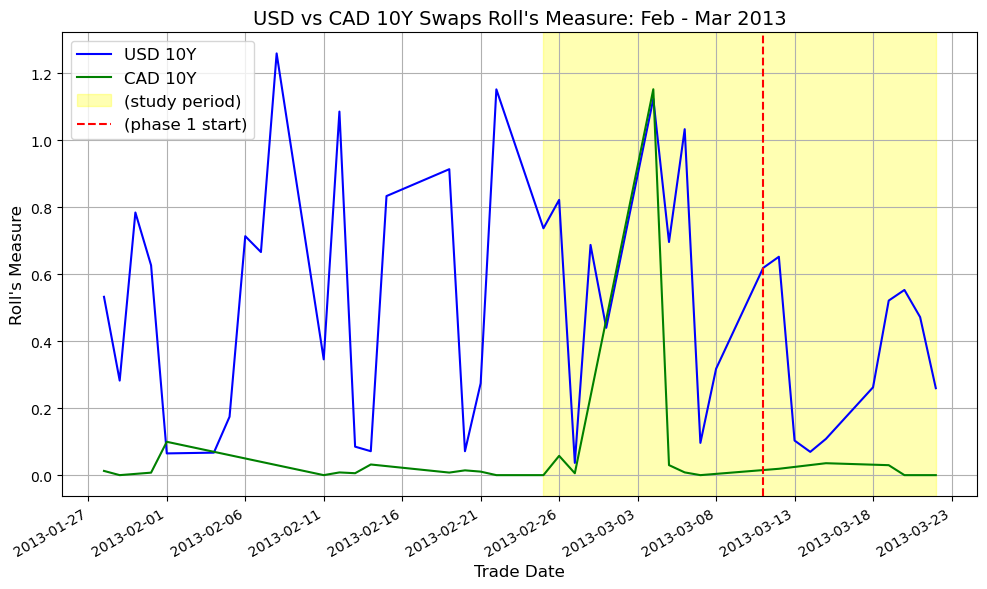 USD vs CAD 10Y Swaps Roll's Measure: Feb - Mar 2013
USD 10Y
CAD 10Y
(study period)
(phase 1 start)
Roll's Measure
1.2
1.0
0.8
0.6
0.4
0.2
0.0
2013-01-27
2013-02-01
2013-02-06
2013-02-11
2013-02-16
2013-02-21
2013-02-26
2013-03-03
2013-03-08
2013-03-13
2013-03-18
2013-03-23
Trade Date